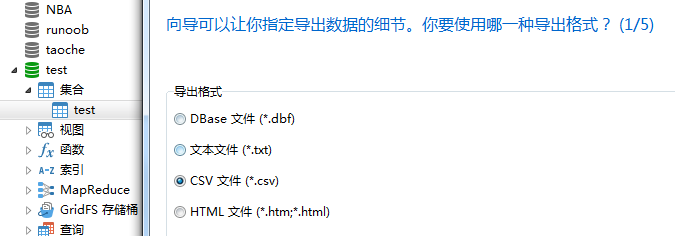 NBA
runoob
taoche
test
集合
test
视图
函数
A-Z 索引
MapReduce
GridFS 存储桶
查询
向导可以让你指定导出数据的细节。你要使用哪一种导出格式？ (1/5)
导出格式
DBase 文件 (*.dbf)
文本文件 (*.txt)
CSV 文件 (*.csv)
HTML 文件 (*.htm;*.html)